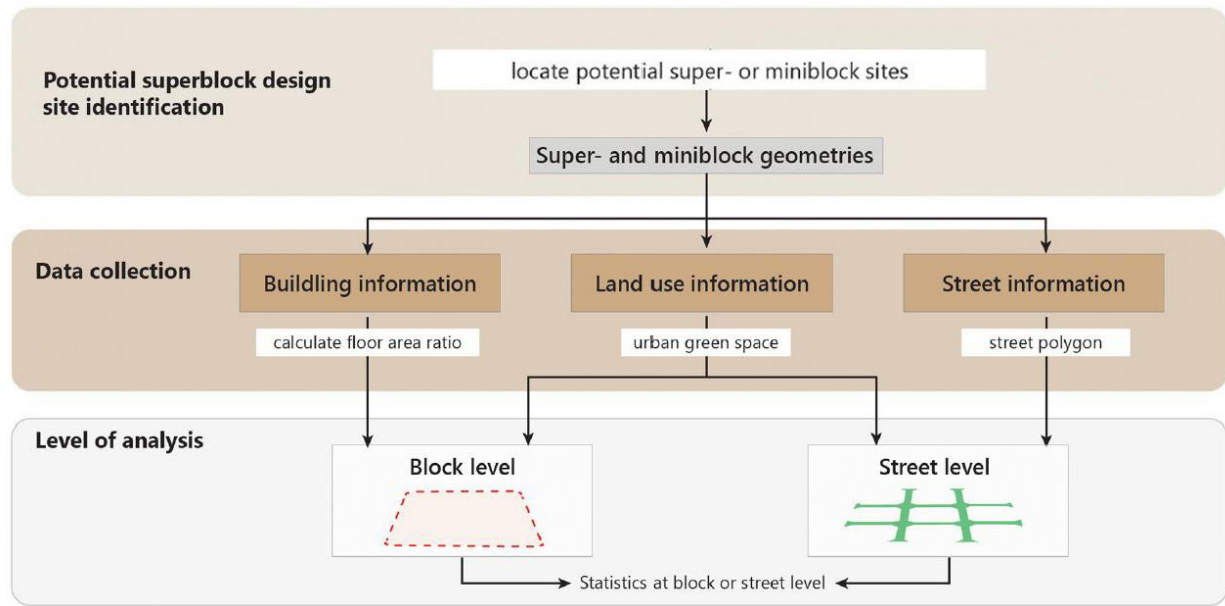 Potential superblock design
site identification
locate potential super- or miniblock sites
Super- and miniblock geometries
Data collection
Buildling information
Land use information
Street information
calculate floor area ratio
urban green space
street polygon
Level of analysis
Block level
Street level
Statistics at block or street level